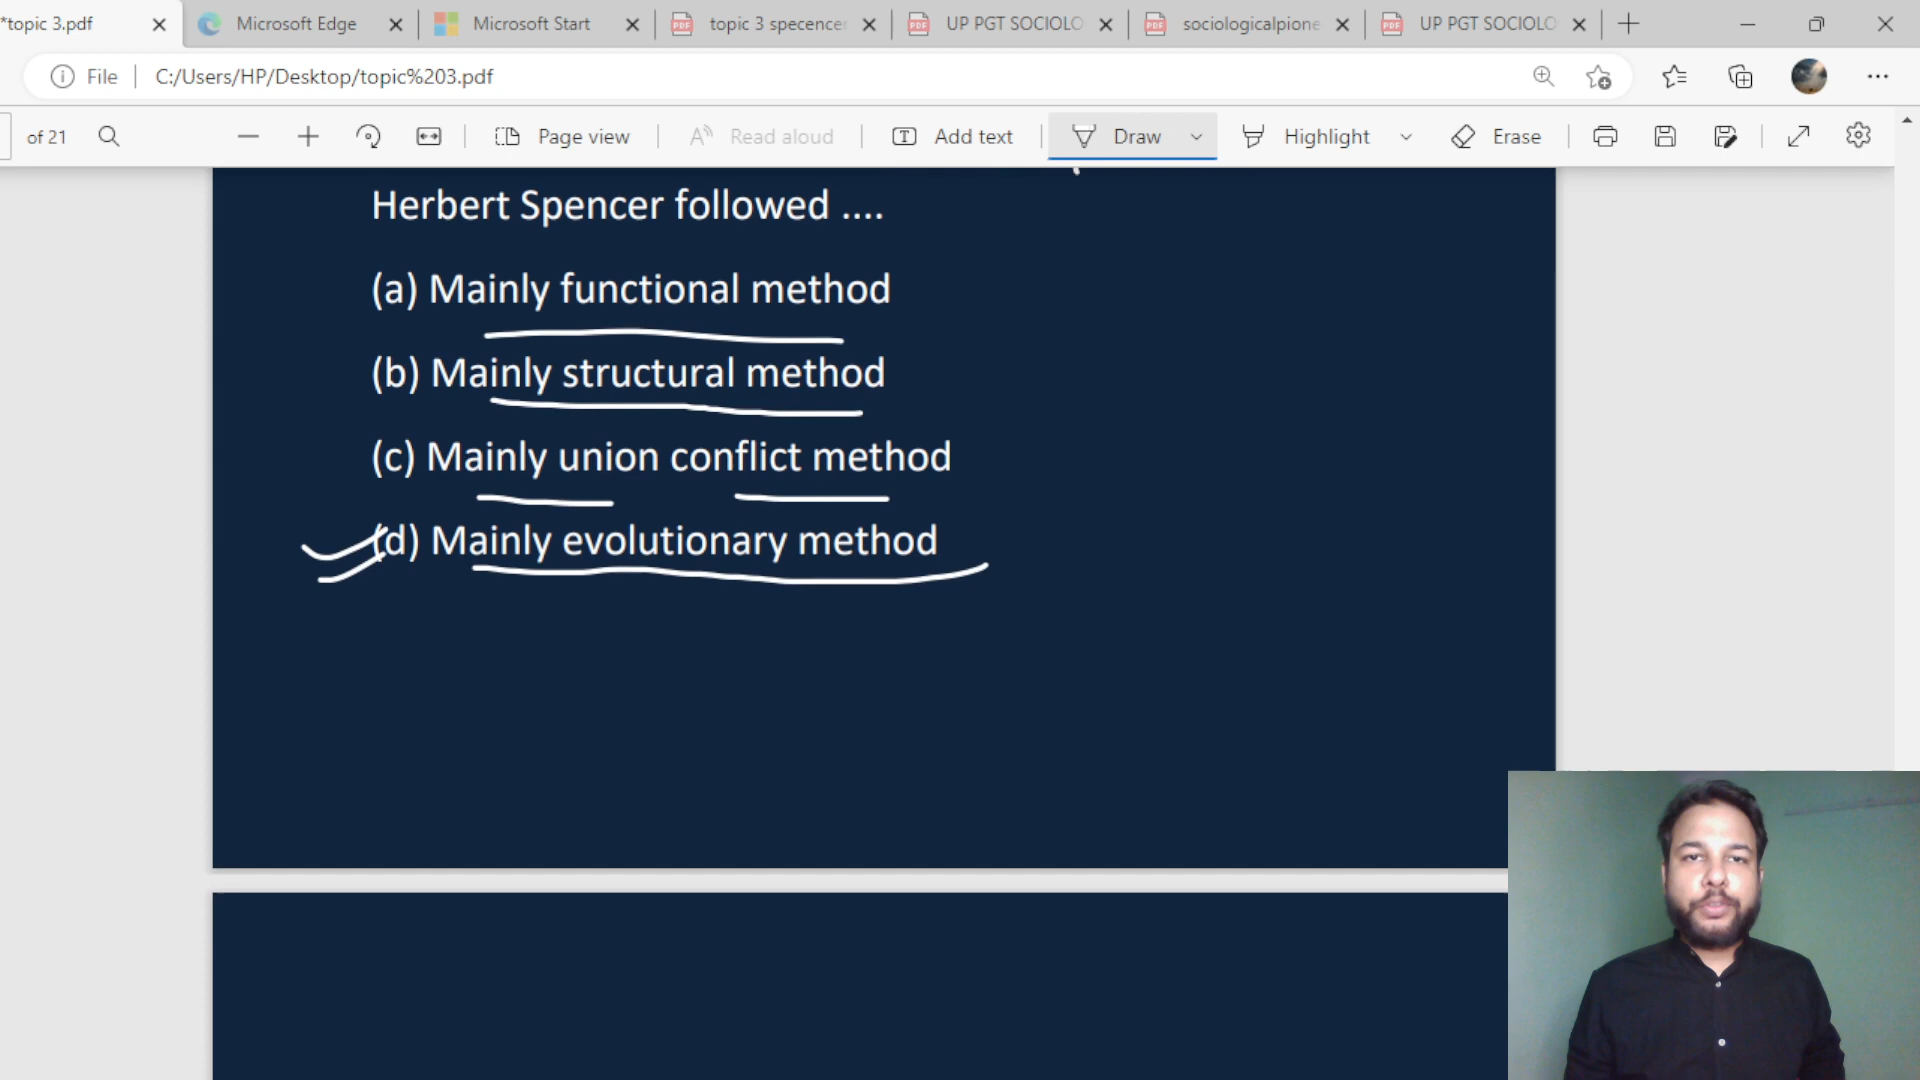 *topic 3.pdf
Microsoft Edge
Microsoft Start
topic 3 specencer
UP PGT SOCIOLO
sociologicalpione
UP PGT SOCIOLO
File
C:/Users/HP/Desktop/topic%203.pdf
of 21
Page view
Read aloud
Add text
Draw
Highlight
Erase
Herbert Spencer followed ....
(a) Mainly functional method
(b) Mainly structural method
(c) Mainly union conflict method
(d) Mainly evolutionary method